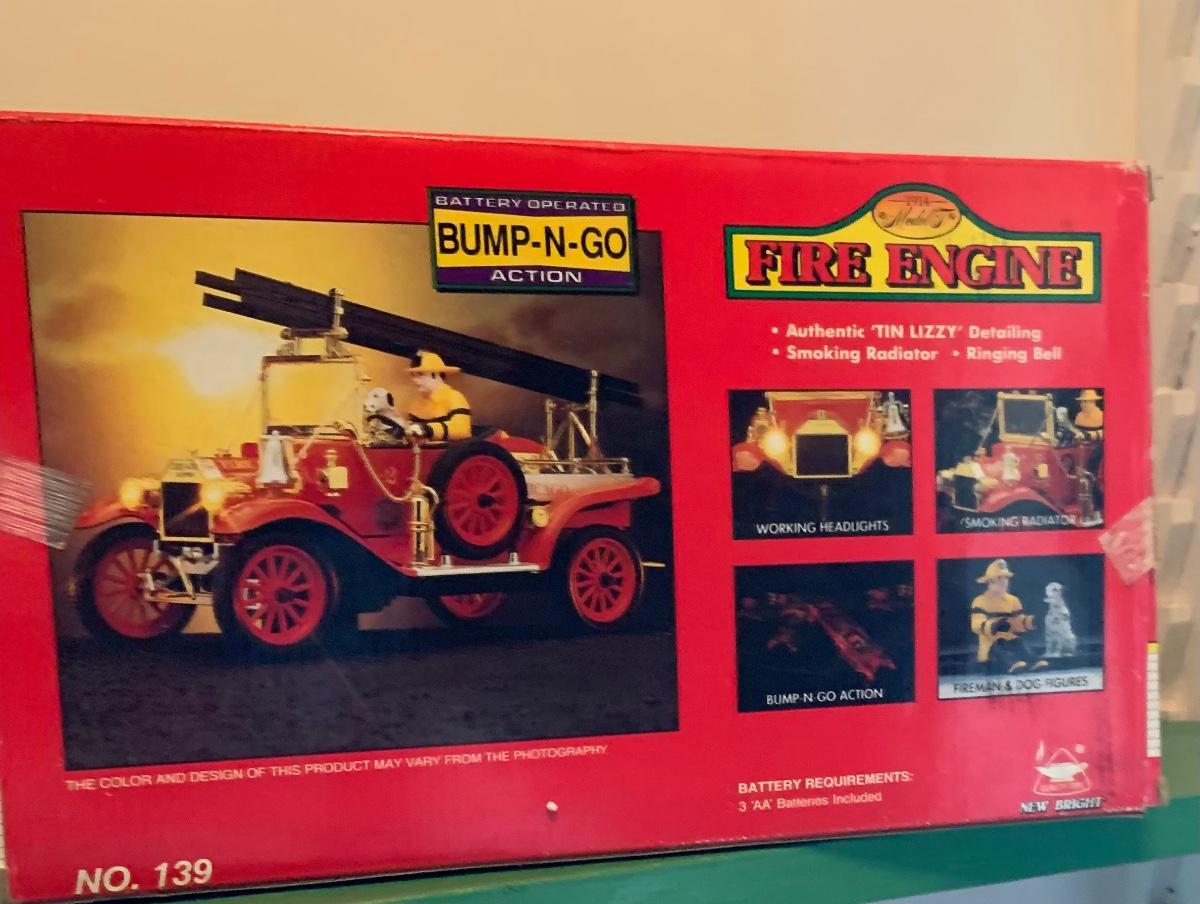 BATTERY OPERATED
BUMP-N-GO
ACTION
1914
Model T
FIRE ENGINE
• Authentic 'TIN LIZZY' Detailing
• Smoking Radiator • Ringing Bell
WORKING HEADLIGHTS
SMOKING RADIATOR
BUMP-N-GO ACTION
FIREMAN & DOG FIGURES
THE COLOR AND DESIGN OF THIS PRODUCT MAY VARY FROM THE PHOTOGRAPHY
BATTERY REQUIREMENTS:
3 'AA' Batteries Included
NEW BRIGHT
NO. 139